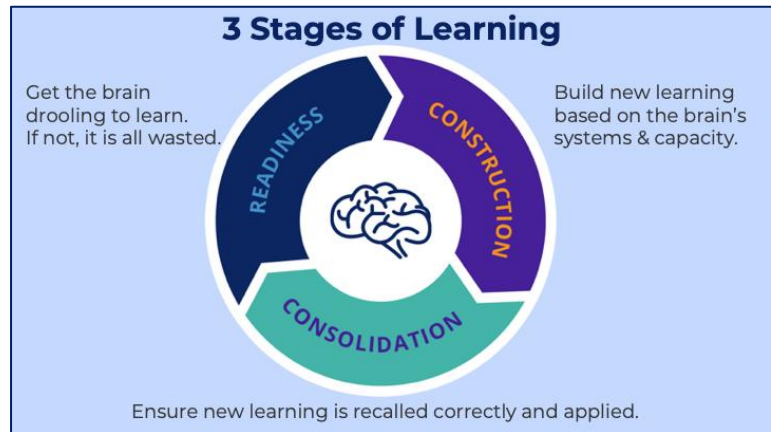 3 Stages of Learning
Get the brain
drooling to learn.
If not, it is all wasted.
READINESS
CONSTRUCTION
Build new learning
based on the brain's
systems & capacity.
CONSOLIDATION
Ensure new learning is recalled correctly and applied.